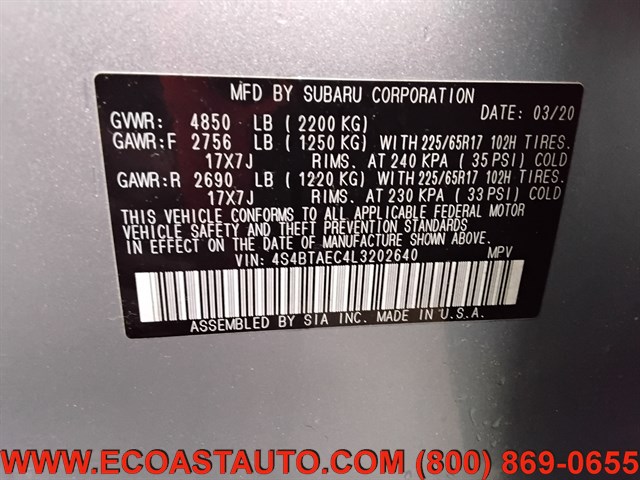 MFD BY SUBARU CORPORATION
DATE: 03/20
GVWR: 4850 LB (2200 KG)
GAWR:F 2756 LB (1250 KG) WITH 225/65R17 102H TIRES.
17X7J RIMS. AT 240 KPA (35 PSI) COLD
GAWR:R 2690 LB (1220 KG) WITH 225/65R17 102H TIRES.
17X7J RIMS. AT 230 KPA (33 PSI) COLD
THIS VEHICLE CONFORMS TO ALL APPLICABLE FEDERAL MOTOR
VEHICLE SAFETY AND THEFT PREVENTION STANDARDS
IN EFFECT ON THE DATE OF MANUFACTURE SHOWN ABOVE.
VIN: 4S4BTAEC4L3202640 MPV
ASSEMBLED BY SIA INC. MADE IN U.S.A.
WWW.ECOASTAUTO.COM (800) 869-0655